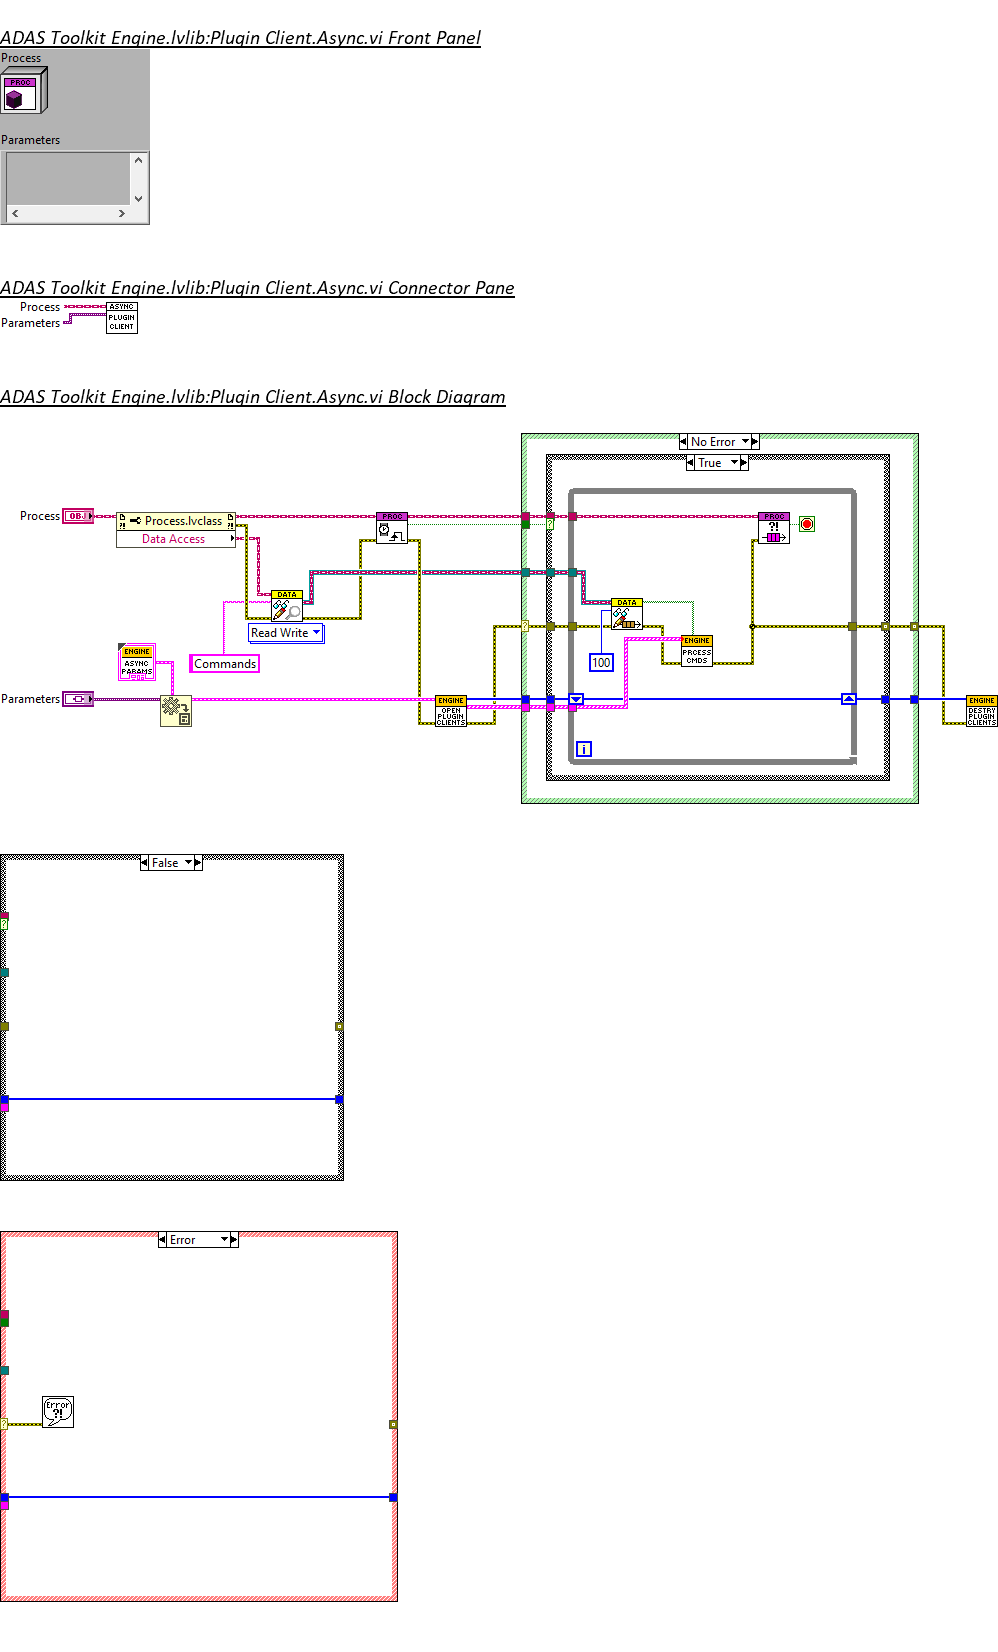 ADAS Toolkit Engine.lvlib:Plugin Client.Async.vi Front Panel
Process
PROC
Parameters
ADAS Toolkit Engine.lvlib:Plugin Client.Async.vi Connector Pane
Process
Parameters
ASYNC
PLUGIN
CLIENT
ADAS Toolkit Engine.lvlib:Plugin Client.Async.vi Block Diagram
No Error
True
Process
OBJ
Process.lvclass
Data Access
PROC
PROC
?!
DATA
Read Write
Commands
DATA
100
ENGINE
PRCESS
CMDS
ENGINE
ASYNC
PARAMS
Parameters
ENGINE
OPEN
PLUGIN
CLIENTS
ENGINE
DESTRY
PLUGIN
CLIENTS
i
False
?
Error
Error
?!
?